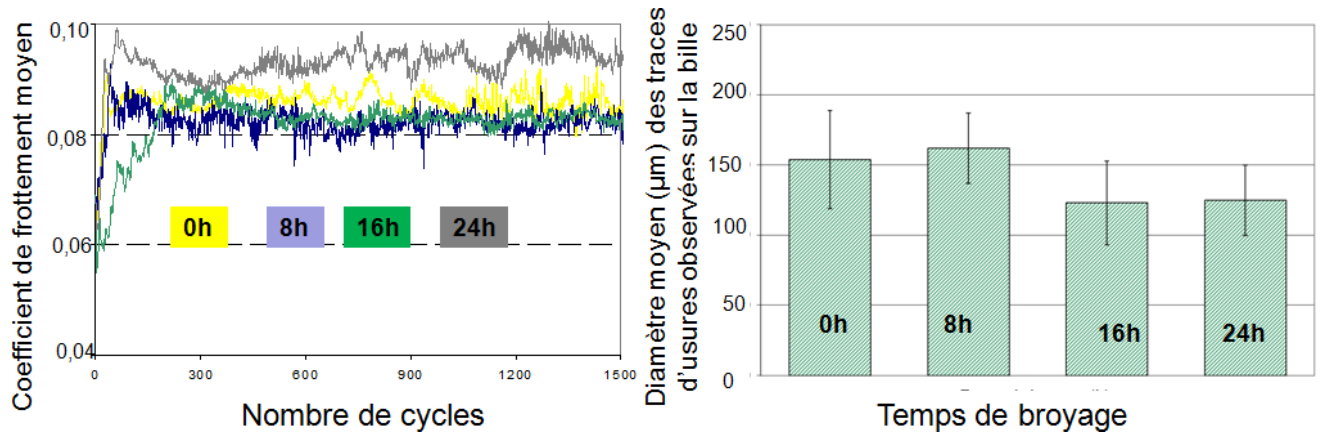 Coefficient de frottement moyen
0,10
0,08
0,06
0,04
0h
8h
16h
24h
0
300
600
900
1200
1500
Nombre de cycles
Diamètre moyen (µm) des traces
d'usures observées sur la bille
250
200
150
100
50
0
0h
8h
16h
24h
Temps de broyage